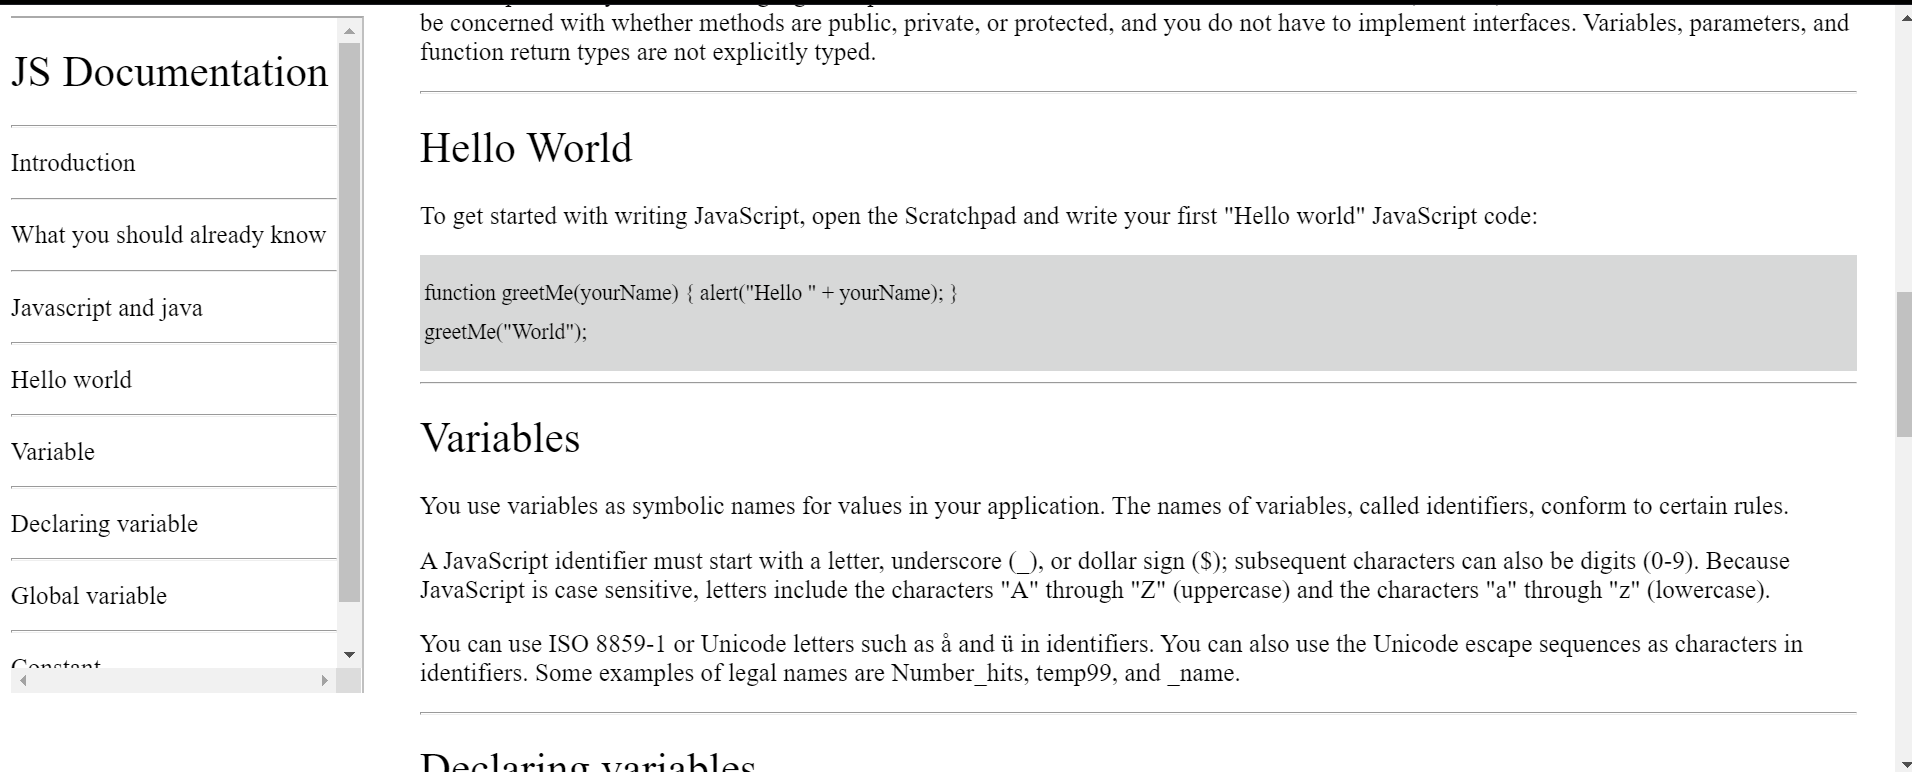 JS Documentation
Introduction
What you should already know
Javascript and java
Hello world
Variable
Declaring variable
Global variable
Constant
be concerned with whether methods are public, private, or protected, and you do not have to implement interfaces. Variables, parameters, and
function return types are not explicitly typed.
Hello World
To get started with writing JavaScript, open the Scratchpad and write your first "Hello world" JavaScript code:
function greetMe(yourName) { alert("Hello " + yourName); }
greetMe("World");
Variables
You use variables as symbolic names for values in your application. The names of variables, called identifiers, conform to certain rules.
A JavaScript identifier must start with a letter, underscore (_), or dollar sign ($); subsequent characters can also be digits (0-9). Because
JavaScript is case sensitive, letters include the characters "A" through "Z" (uppercase) and the characters "a" through "z" (lowercase).
You can use ISO 8859-1 or Unicode letters such as å and ü in identifiers. You can also use the Unicode escape sequences as characters in
identifiers. Some examples of legal names are Number_hits, temp99, and _name.
Declaring variables